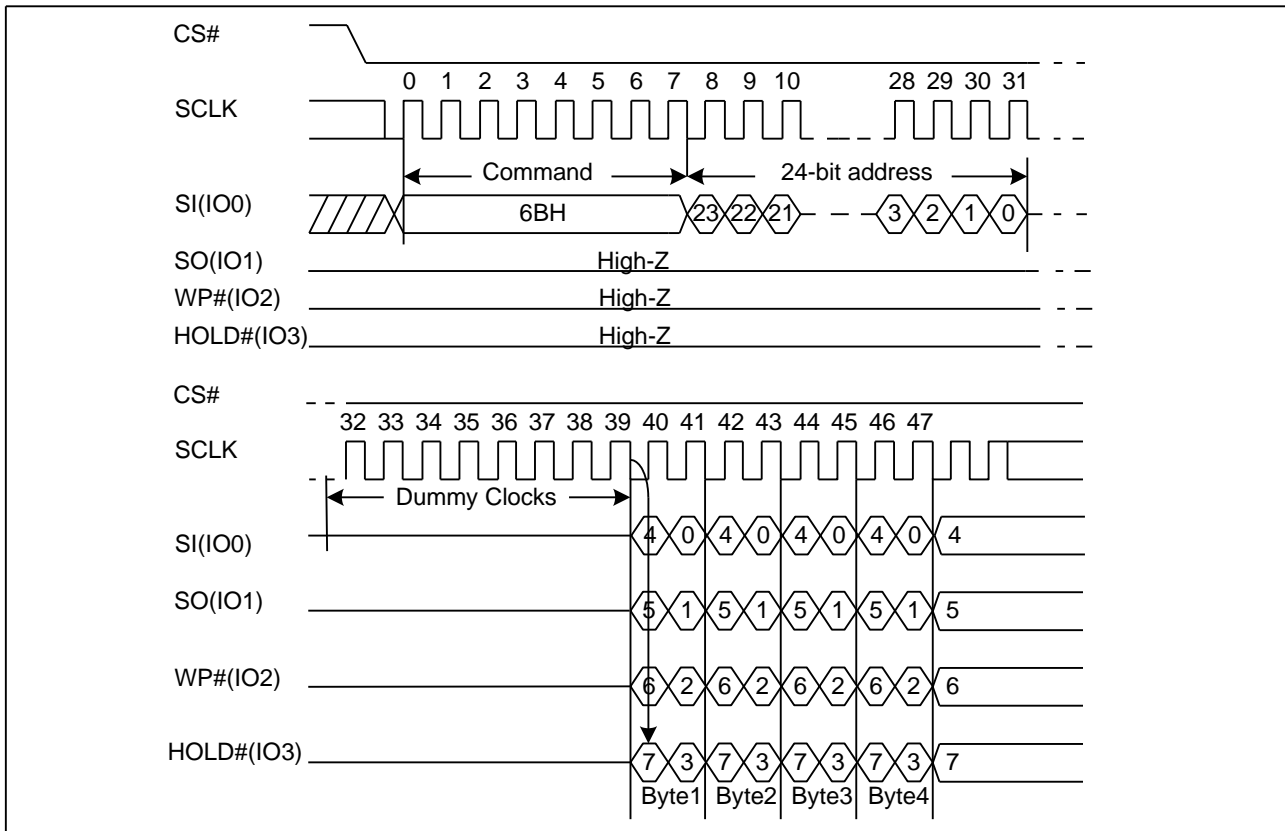 CS#
0 1 2 3 4 5 6 7 8 9 10 28 29 30 31
SCLK
Command 24-bit address
SI(IO0) 6BH 23 22 21 3 2 1 0
SO(IO1) High-Z
WP#(IO2) High-Z
HOLD#(IO3) High-Z
CS#
32 33 34 35 36 37 38 39 40 41 42 43 44 45 46 47
SCLK
Dummy Clocks
SI(IO0) 4 0 4 0 4 0 4 0 4
SO(IO1) 5 1 5 1 5 1 5 1 5
WP#(IO2) 6 2 6 2 6 2 6 2 6
HOLD#(IO3) 7 3 7 3 7 3 7 3 7
Byte1 Byte2 Byte3 Byte4